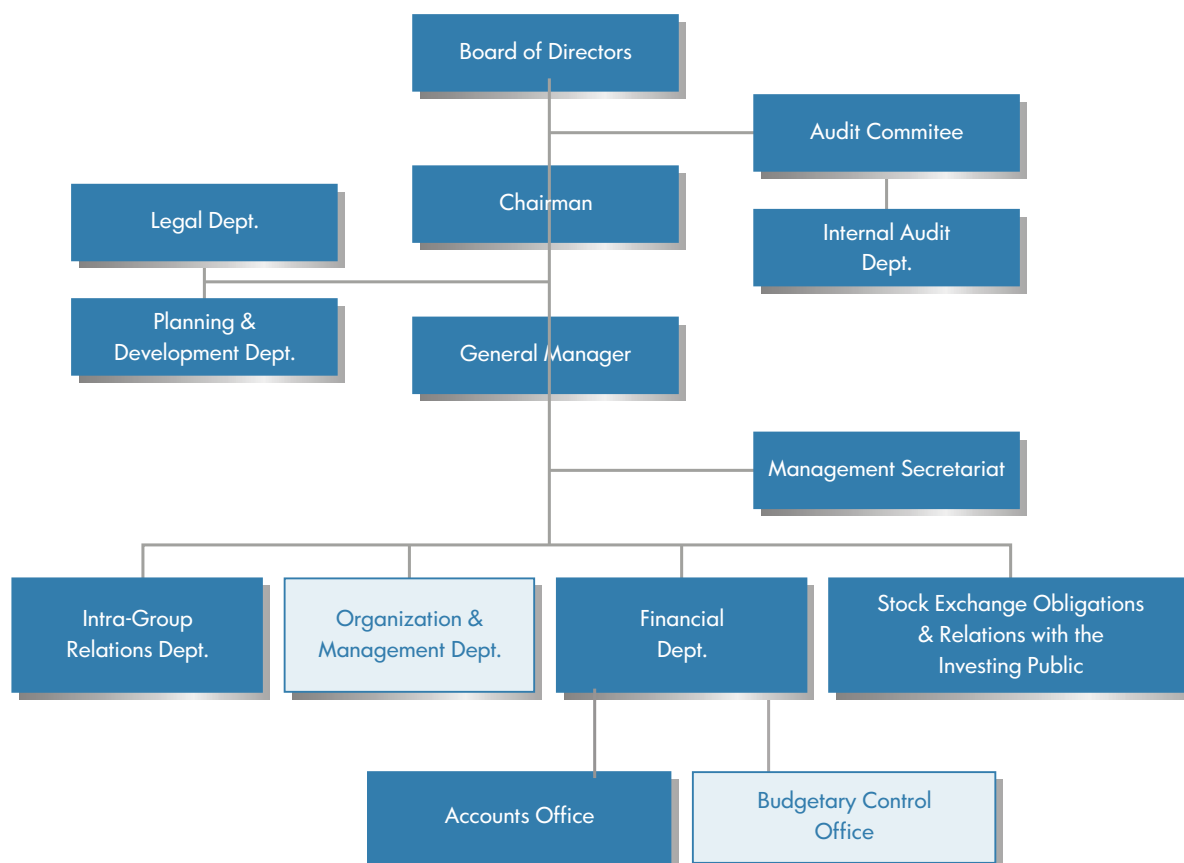 Board of Directors
Audit Commitee
Chairman
Legal Dept.
Internal Audit
Dept.
Planning &
Development Dept.
General Manager
Management Secretariat
Intra-Group
Relations Dept.
Organization &
Management Dept.
Financial
Dept.
Stock Exchange Obligations
& Relations with the
Investing Public
Accounts Office
Budgetary Control
Office